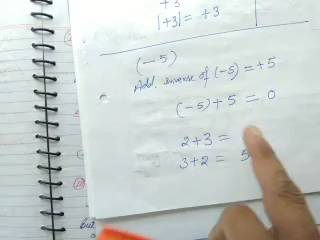 +3
|+3| = +3
(-5)
Add. inverse of (-5) = +5
(-5) + 5 = 0
2+3 =
3+2 = 5